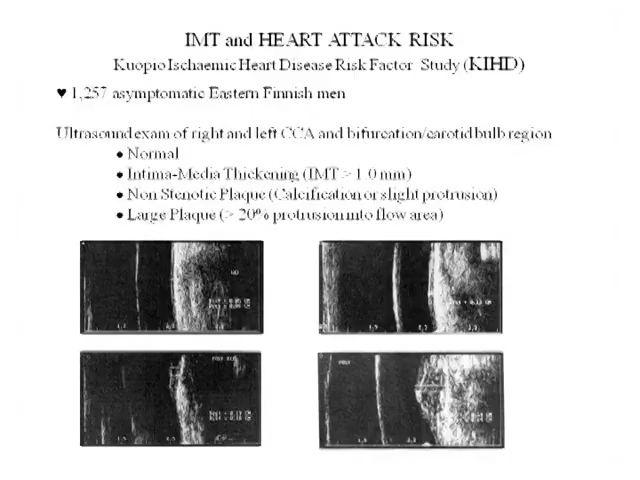 IMT and HEART ATTACK RISK
Kuopio Ischaemic Heart Disease Risk Factor Study (KIHD)
♥ 1,257 asymptomatic Eastern Finnish men
Ultrasound exam of right and left CCA and bifurcation/carotid bulb region
• Normal
• Intima-Media Thickening (IMT > 1.0 mm)
• Non Stenotic Plaque (Calcification or slight protrusion)
• Large Plaque (> 20% protrusion into flow area)